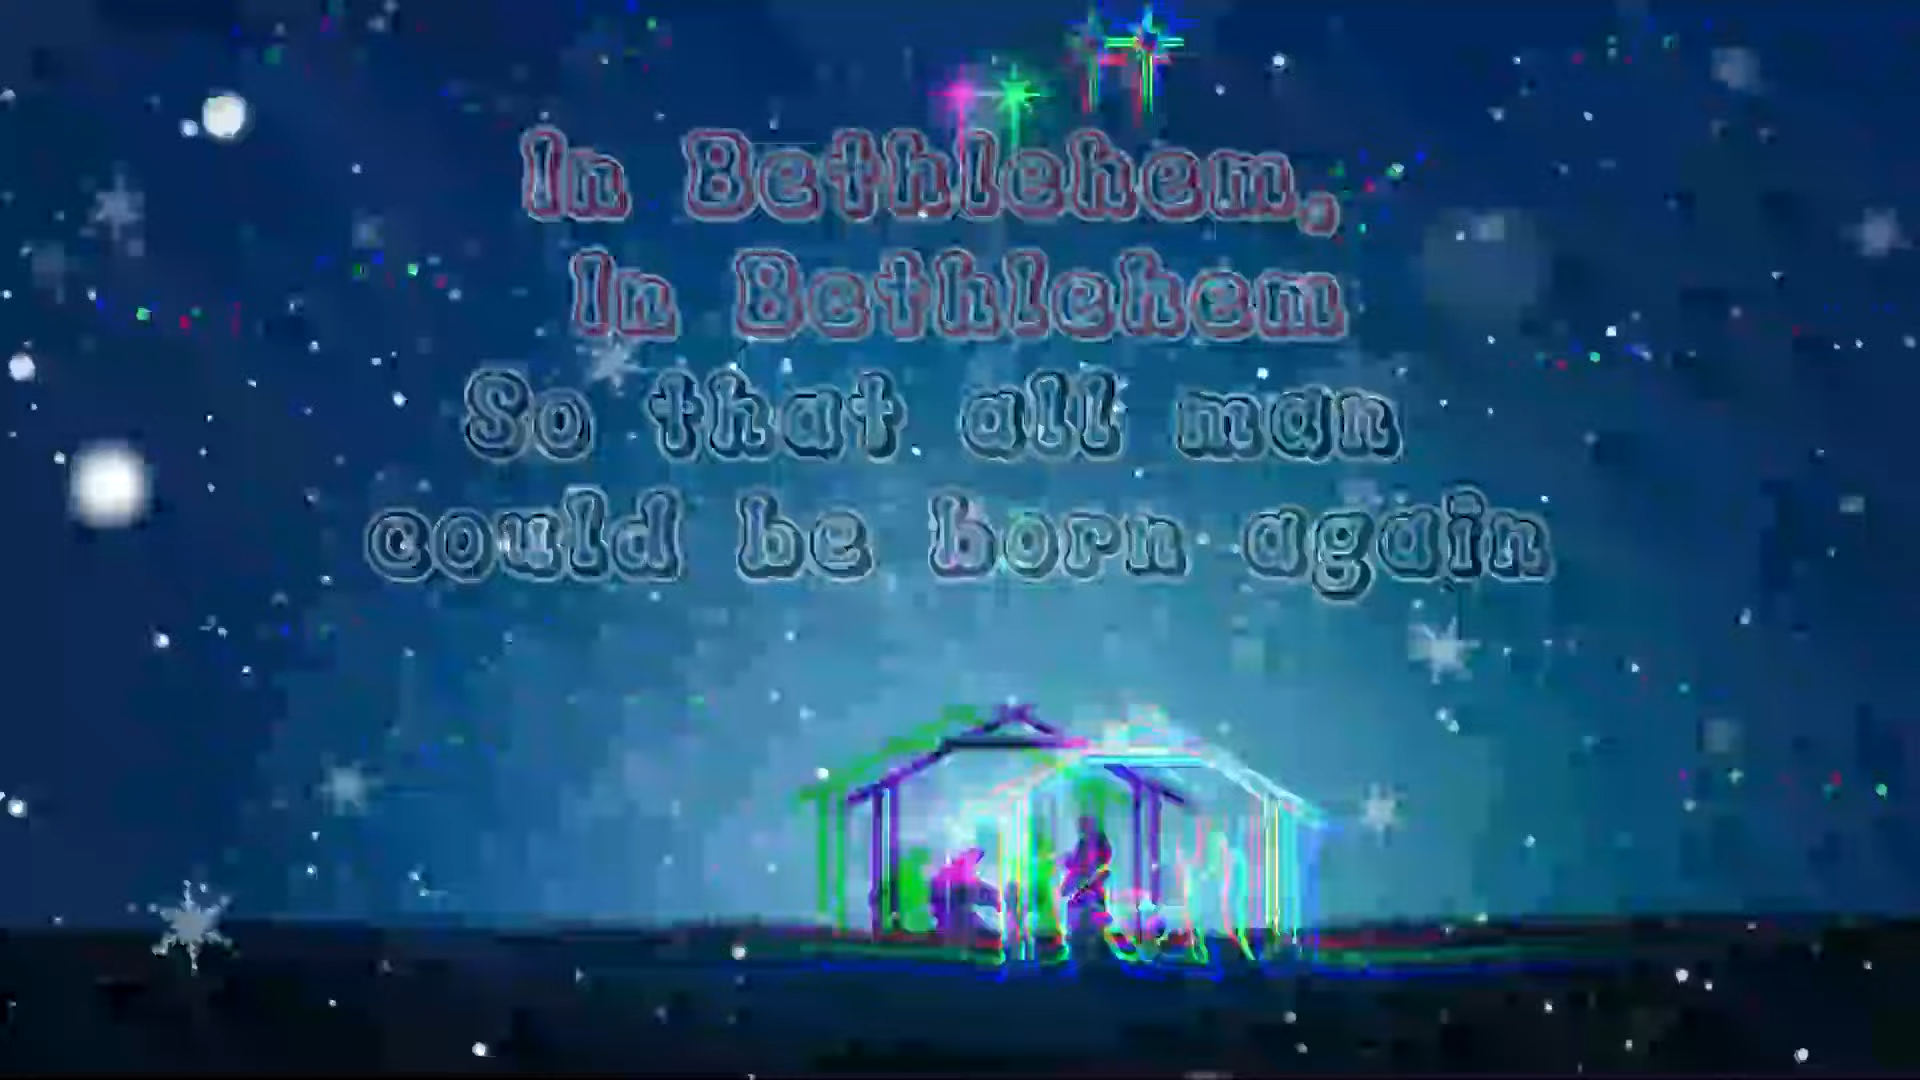 In Bethlehem,
In Bethlehem
So that all man
could be born again